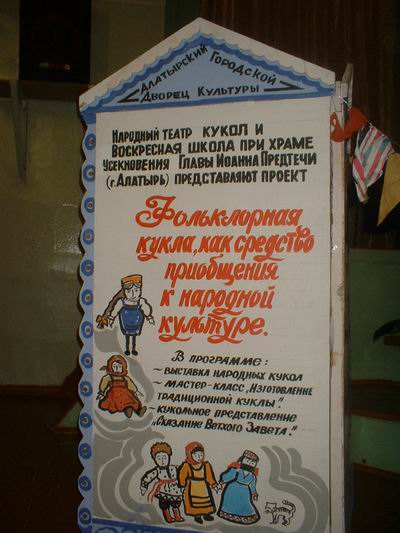 Алатырский Городской
Дворец Культуры
Народный театр кукол и
Воскресная школа при храме
Усекновения Главы Иоанна Предтечи
(г. Алатырь) представляют проект
Фольклорная
кукла, как средство
приобщения
к народной
культуре.
В программе:
~ выставка народных кукол
~ мастер-класс „Изготовление
традиционной куклы"
~ кукольное представление
„Сказание Ветхого Завета."